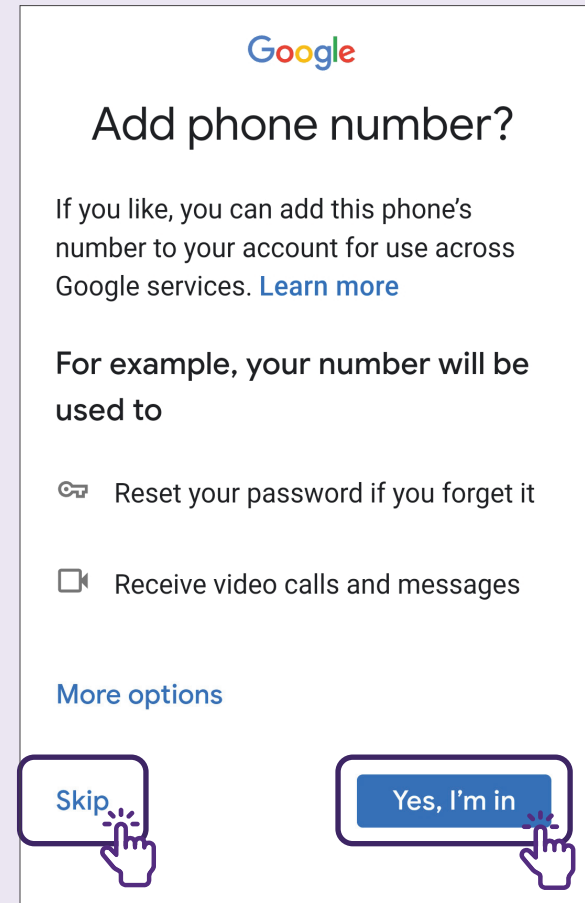 Google
Add phone number?
If you like, you can add this phone’s
number to your account for use across
Google services. Learn more
For example, your number will be
used to
Reset your password if you forget it
Receive video calls and messages
More options
Skip
Yes, I’m in